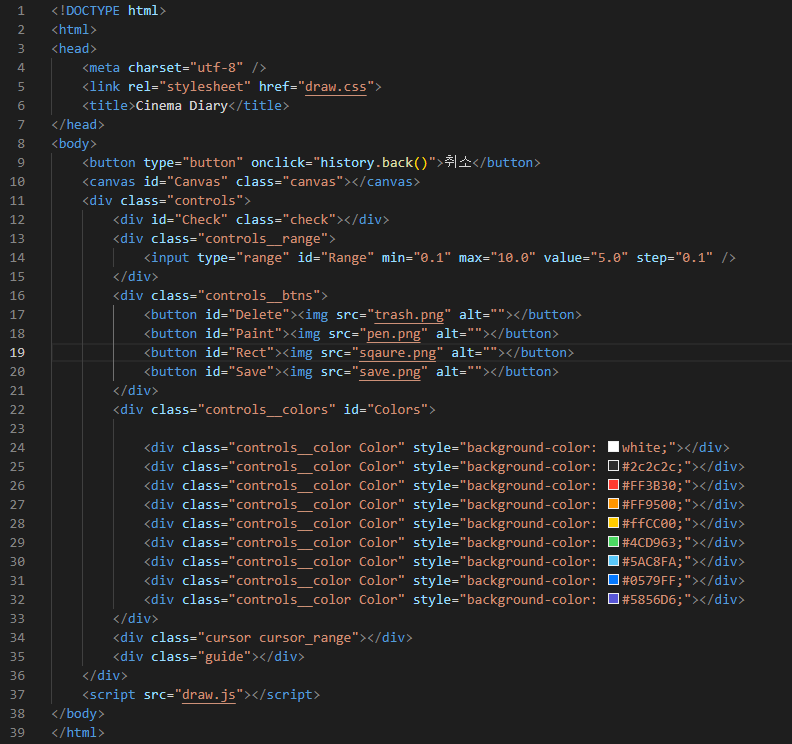 1 <!DOCTYPE html>
2 <html>
3 <head>
4     <meta charset="utf-8" />
5     <link rel="stylesheet" href="draw.css">
6     <title>Cinema Diary</title>
7 </head>
8 <body>
9     <button type="button" onclick="history.back()">취소</button>
10     <canvas id="Canvas" class="canvas"></canvas>
11     <div class="controls">
12         <div id="Check" class="check"></div>
13         <div class="controls__range">
14             <input type="range" id="Range" min="0.1" max="10.0" value="5.0" step="0.1" />
15         </div>
16         <div class="controls__btns">
17             <button id="Delete"><img src="trash.png" alt=""></button>
18             <button id="Paint"><img src="pen.png" alt=""></button>
19             <button id="Rect"><img src="sqaure.png" alt=""></button>
20             <button id="Save"><img src="save.png" alt=""></button>
21         </div>
22         <div class="controls__colors" id="Colors">
23
24             <div class="controls__color Color" style="background-color: white;"></div>
25             <div class="controls__color Color" style="background-color: #2c2c2c;"></div>
26             <div class="controls__color Color" style="background-color: #FF3B30;"></div>
27             <div class="controls__color Color" style="background-color: #FF9500;"></div>
28             <div class="controls__color Color" style="background-color: #ffCC00;"></div>
29             <div class="controls__color Color" style="background-color: #4CD963;"></div>
30             <div class="controls__color Color" style="background-color: #5AC8FA;"></div>
31             <div class="controls__color Color" style="background-color: #0579FF;"></div>
32             <div class="controls__color Color" style="background-color: #5856D6;"></div>
33         </div>
34         <div class="cursor cursor_range"></div>
35         <div class="guide"></div>
36     </div>
37     <script src="draw.js"></script>
38 </body>
39 </html>